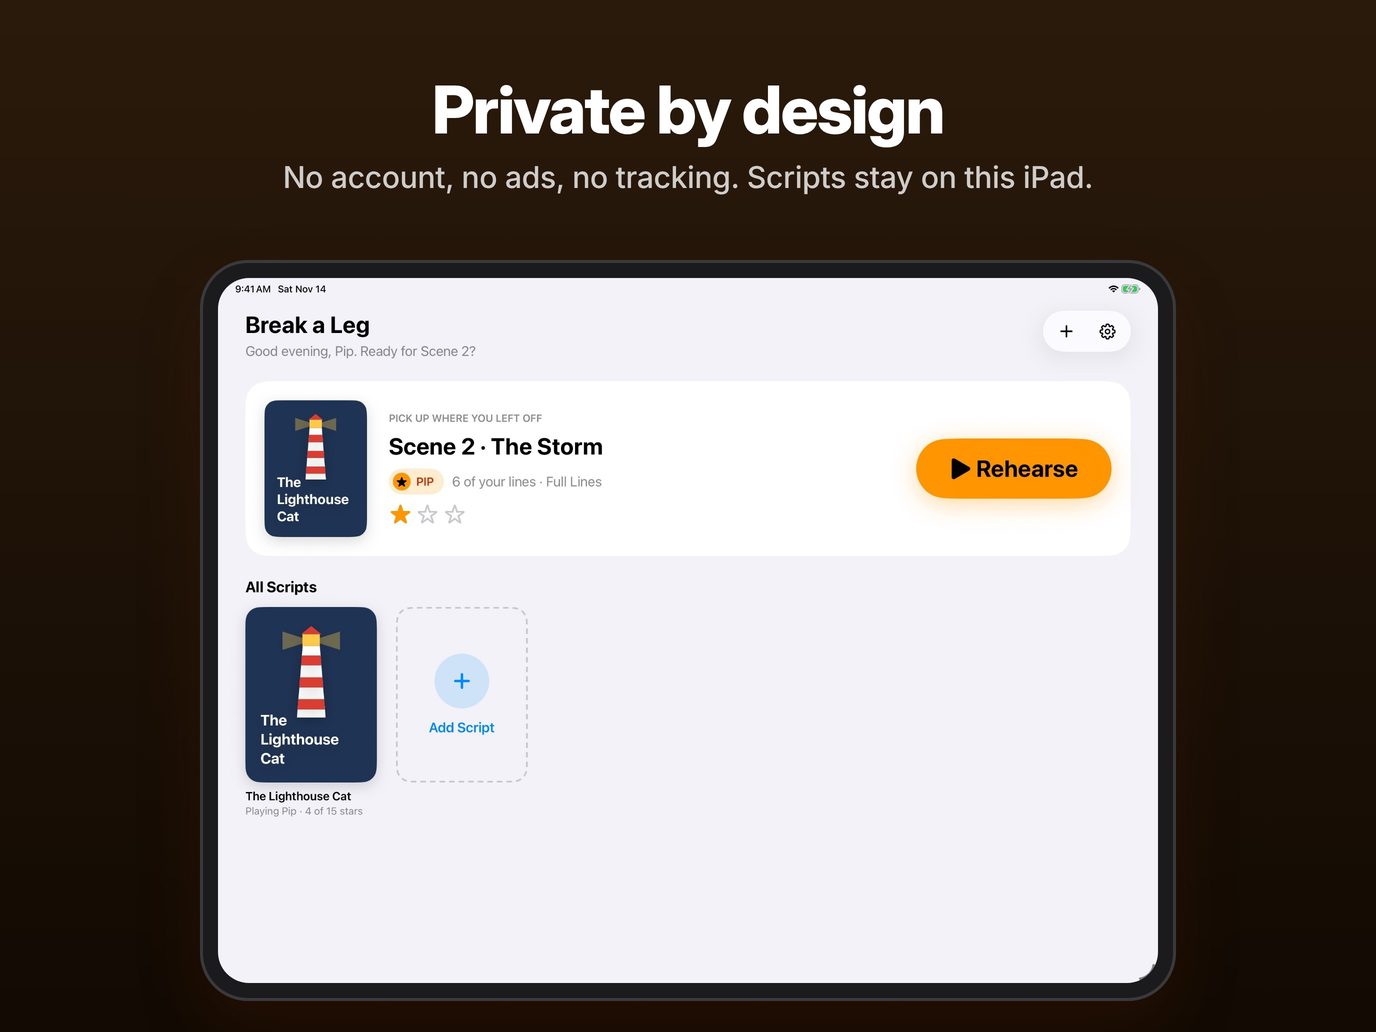 Private by design
No account, no ads, no tracking. Scripts stay on this iPad.
9:41 AM Sat Nov 14
Break a Leg
Good evening, Pip. Ready for Scene 2?
The
Lighthouse
Cat
PICK UP WHERE YOU LEFT OFF
Scene 2 · The Storm
PIP 6 of your lines · Full Lines
Rehearse
All Scripts
The
Lighthouse
Cat
Add Script
The Lighthouse Cat
Playing Pip · 4 of 15 stars